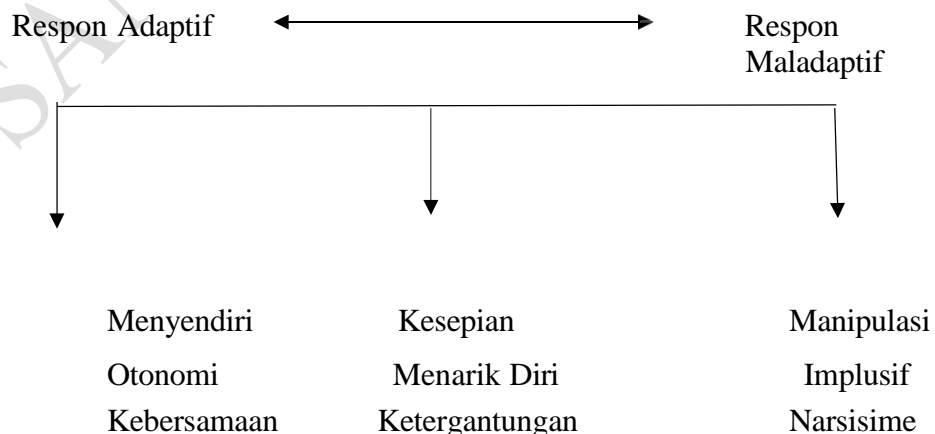 Respon Adaptif Respon
Maladaptif
Menyendiri Kesepian Manipulasi
Otonomi Menarik Diri Implusif
Kebersamaan Ketergantungan Narsisime